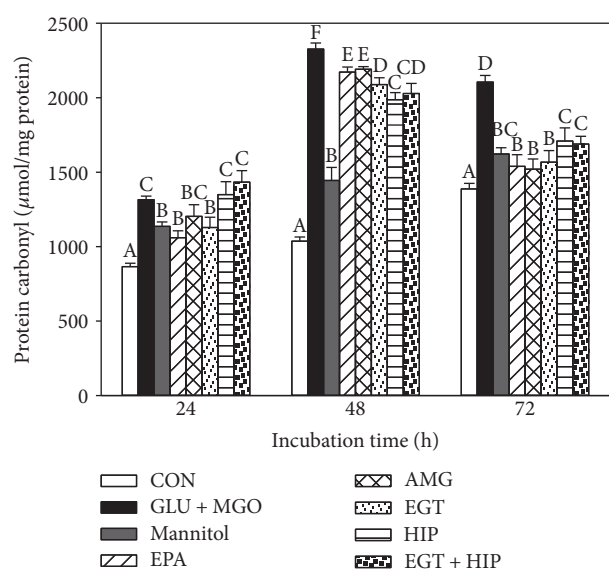 Protein carbonyl (μmol/mg protein)
2500
2000
1500
1000
500
0
A C B B BC B C C
A F B E E D C CD
A D BC B B B C C
24 48 72
Incubation time (h)
CON
GLU + MGO
Mannitol
EPA
AMG
EGT
HIP
EGT + HIP